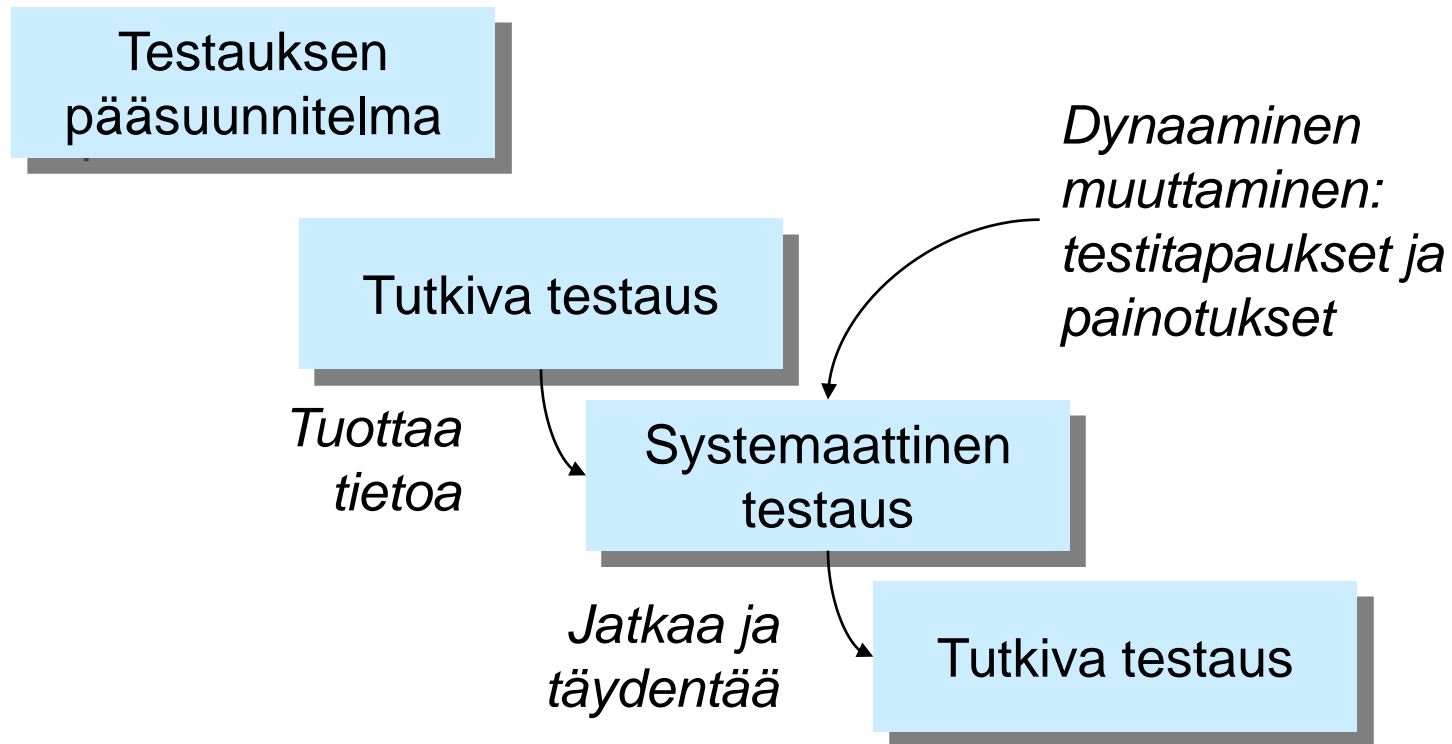 Testauksen
pääsuunnitelma
Dynaaminen
muuttaminen:
testitapaukset ja
painotukset
Tutkiva testaus
Tuottaa
tietoa
Systemaattinen
testaus
Jatkaa ja
täydentää
Tutkiva testaus